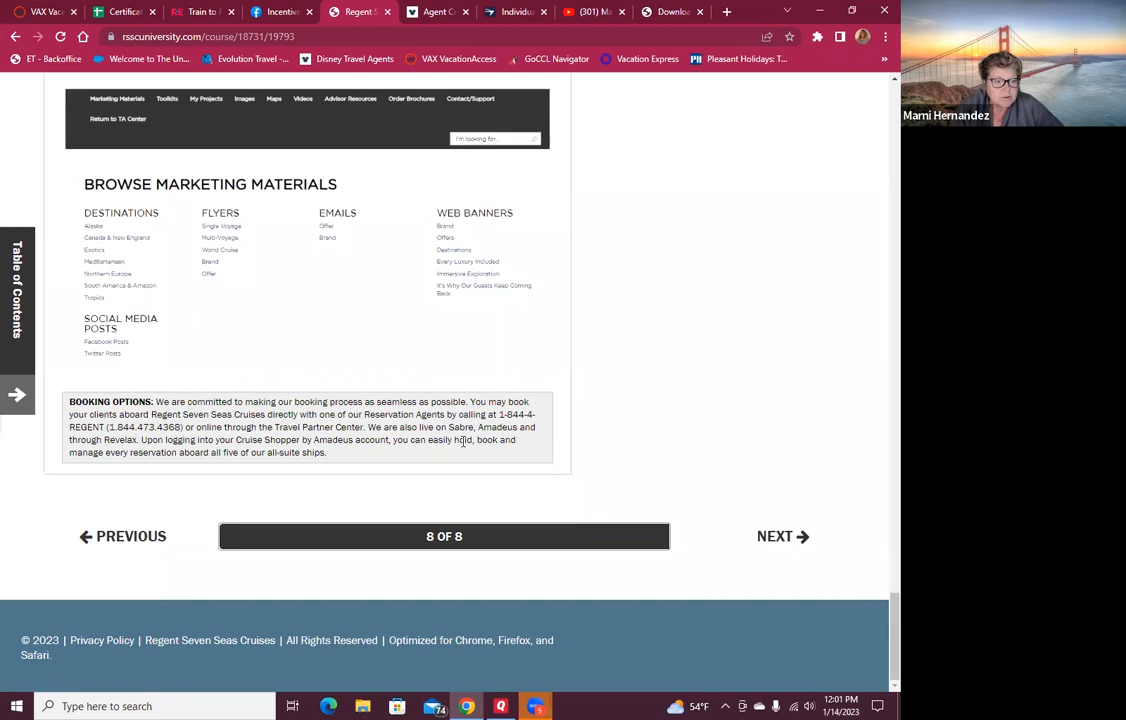 VAX Vaca
Certificat
Train to
Incentive
Regent S
Agent Ce
Individua
(301) Ma
Downloa
rsscuniversity.com/course/18731/19793
ET - Backoffice
Welcome to The Un...
Evolution Travel -...
Disney Travel Agents
VAX VacationAccess
GoCCL Navigator
Vacation Express
Pleasant Holidays: T...
Marni Hernandez
Marketing Materials Toolkits My Projects Images Maps Videos Advisor Resources Order Brochures Contact/Support
Return to TA Center
I'm looking for...
BROWSE MARKETING MATERIALS
DESTINATIONS
Alaska
Canada & New England
Exotics
Mediterranean
Northern Europe
South America & Amazon
Tropics
SOCIAL MEDIA
POSTS
Facebook Posts
Twitter Posts
FLYERS
Single Voyage
Multi-Voyage
World Cruise
Brand
Offer
EMAILS
Offer
Brand
WEB BANNERS
Brand
Offers
Destinations
Every Luxury Included
Immersive Exploration
It's Why Our Guests Keep Coming
Back
Table of Contents
BOOKING OPTIONS: We are committed to making our booking process as seamless as possible. You may book
your clients aboard Regent Seven Seas Cruises directly with one of our Reservation Agents by calling at 1-844-4-
REGENT (1.844.473.4368) or online through the Travel Partner Center. We are also live on Sabre, Amadeus and
through Revelax. Upon logging into your Cruise Shopper by Amadeus account, you can easily hold, book and
manage every reservation aboard all five of our all-suite ships.
PREVIOUS
8 OF 8
NEXT
© 2023 | Privacy Policy | Regent Seven Seas Cruises | All Rights Reserved | Optimized for Chrome, Firefox, and
Safari.
Type here to search
74
5
54°F
12:01 PM
1/14/2023